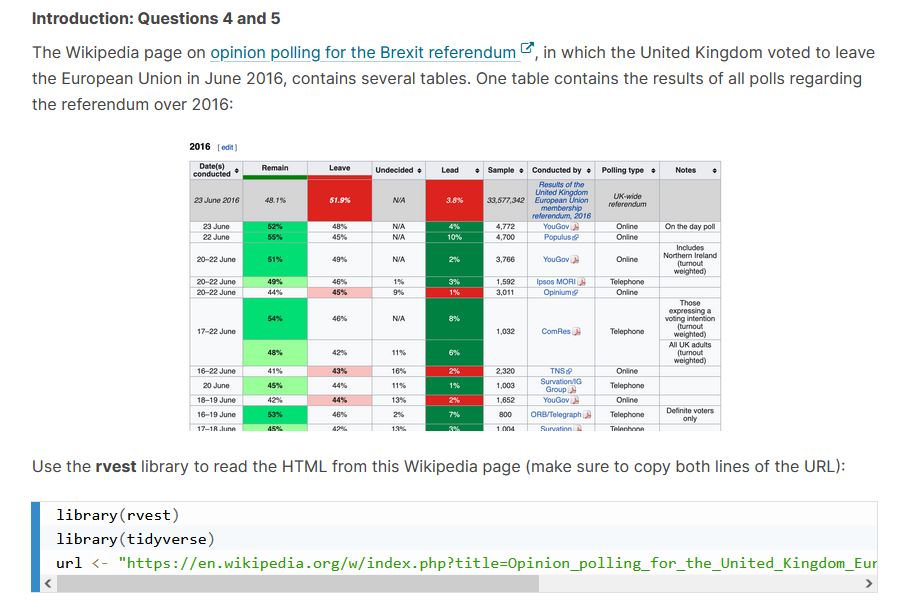 Introduction: Questions 4 and 5
The Wikipedia page on opinion polling for the Brexit referendum, in which the United Kingdom voted to leave
the European Union in June 2016, contains several tables. One table contains the results of all polls regarding
the referendum over 2016:
2016 [ edit ]
Date(s) conducted Remain Leave Undecided Lead Sample Conducted by Polling type Notes
23 June 2016 48.1% 51.9% N/A 3.8% 33,577,342 Results of the United Kingdom European Union membership referendum, 2016 UK-wide referendum
23 June 52% 48% N/A 4% 4,772 YouGov Online On the day poll
22 June 55% 45% N/A 10% 4,700 Populus Online
20–22 June 51% 49% N/A 2% 3,766 YouGov Online Includes Northern Ireland (turnout weighted)
20–22 June 49% 46% 1% 3% 1,592 Ipsos MORI Telephone
20–22 June 44% 45% 9% 1% 3,011 Opinium Online
17–22 June 54% 46% N/A 8% 1,032 ComRes Telephone Those expressing a voting intention (turnout weighted)
48% 42% 11% 6% All UK adults (turnout weighted)
16–22 June 41% 43% 16% 2% 2,320 TNS Online
20 June 45% 44% 11% 1% 1,003 Survation/IG Group Telephone
18–19 June 42% 44% 13% 2% 1,652 YouGov Online
16–19 June 53% 46% 2% 7% 800 ORB/Telegraph Telephone Definite voters only
17–18 June 45% 42% 13% 3% 1,004 Survation Telephone
Use the rvest library to read the HTML from this Wikipedia page (make sure to copy both lines of the URL):
library(rvest)
library(tidyverse)
url <- "https://en.wikipedia.org/w/index.php?title=Opinion_polling_for_the_United_Kingdom_Eur